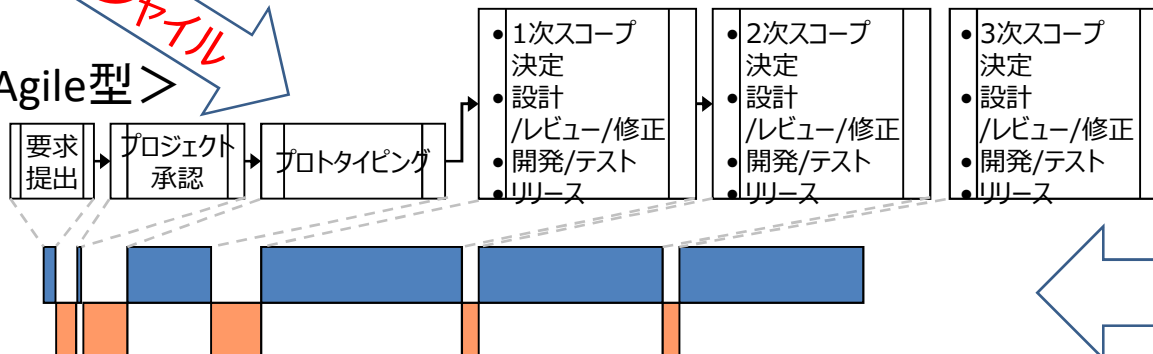 ャイル
Agile型＞
要求
提出
プロジェクト
承認
プロトタイピング
• 1次スコープ
決定
• 設計
/レビュー/修正
• 開発/テスト
• リリース
• 2次スコープ
決定
• 設計
/レビュー/修正
• 開発/テスト
• リリース
• 3次スコープ
決定
• 設計
/レビュー/修正
• 開発/テスト
• リリース